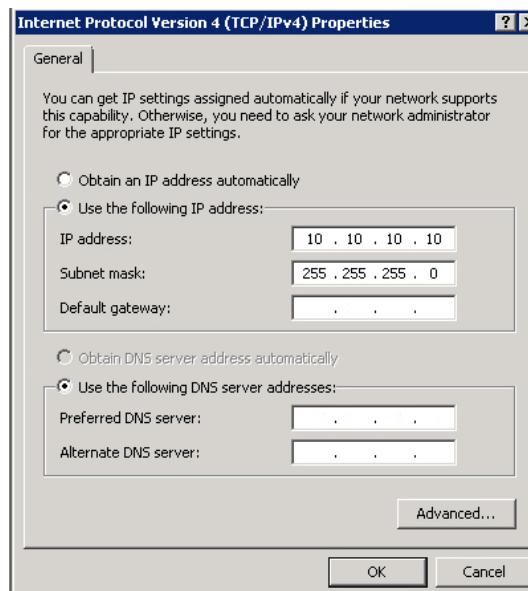 Internet Protocol Version 4 (TCP/IPv4) Properties
General
You can get IP settings assigned automatically if your network supports
this capability. Otherwise, you need to ask your network administrator
for the appropriate IP settings.
Obtain an IP address automatically
Use the following IP address:
IP address: 10 . 10 . 10 . 10
Subnet mask: 255 . 255 . 255 . 0
Default gateway: . . .
Obtain DNS server address automatically
Use the following DNS server addresses:
Preferred DNS server: . . .
Alternate DNS server: . . .
Advanced...
OK Cancel